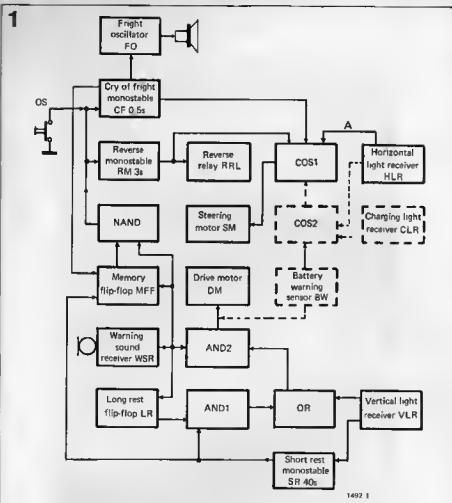 1
Fright
oscillator
FO
Cry of fright
monostable
CF 0,5s
OS
A
Reverse
monostable
RM 3s
Reverse
relay RRL
COS1
Horizontal
light receiver
HLR
NAND
Steering
motor SM
COS2
Charging light
receiver CLR
Memory
flip-flop MFF
Drive motor
DM
Battery
warning
sensor BW
Warning
sound
receiver WSR
AND2
Long rest
flip-flop LR
AND1
OR
Vertical light
receiver VLR
Short rest
monostable
SR 40s
1492 1